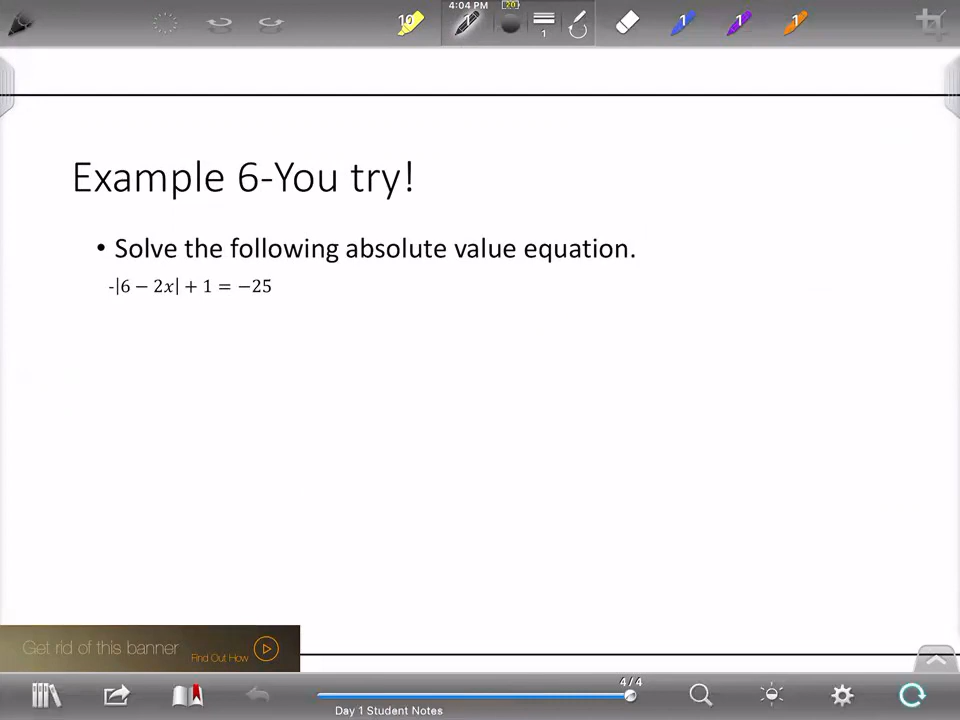 4:04 PM 20
10 1 1 1 1
Example 6-You try!
• Solve the following absolute value equation.
-|6 − 2x| + 1 = −25
Get rid of this banner
Find Out How
4/4
Day 1 Student Notes